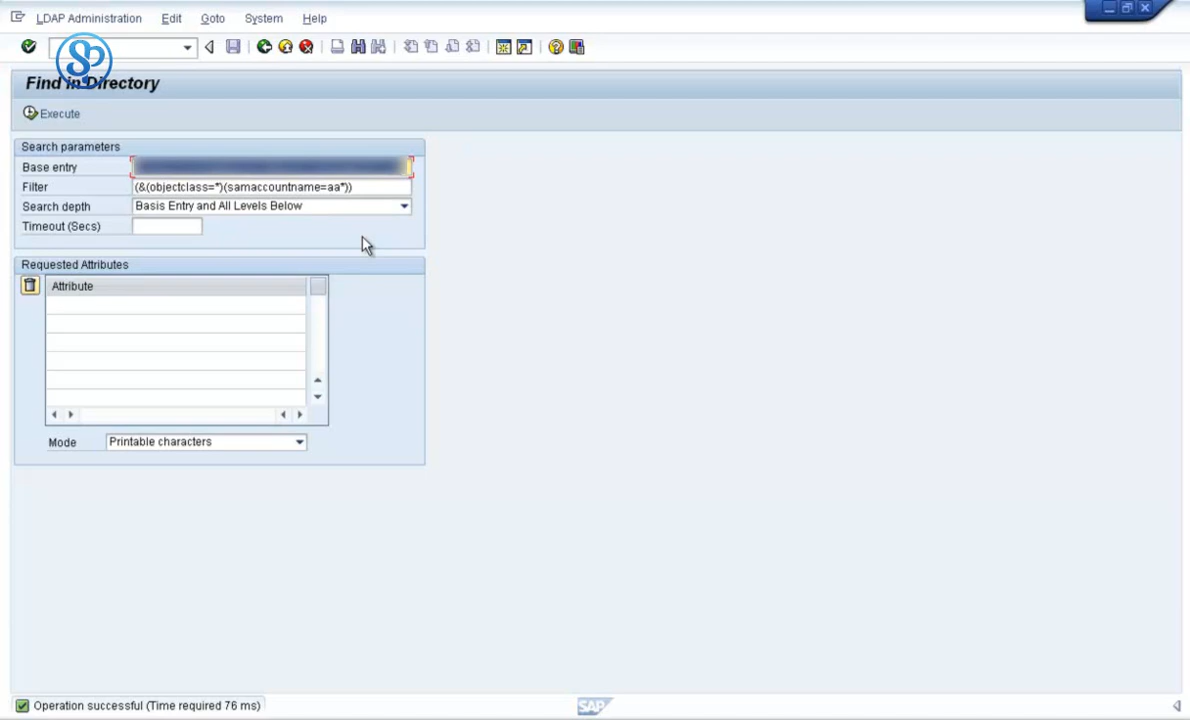 LDAP Administration Edit Goto System Help
SP
Find in Directory
Execute
Search parameters
Base entry
Filter (&(objectclass=*)(samaccountname=aa*))
Search depth Basis Entry and All Levels Below
Timeout (Secs)
Requested Attributes
Attribute
Mode Printable characters
Operation successful (Time required 76 ms)
SAP